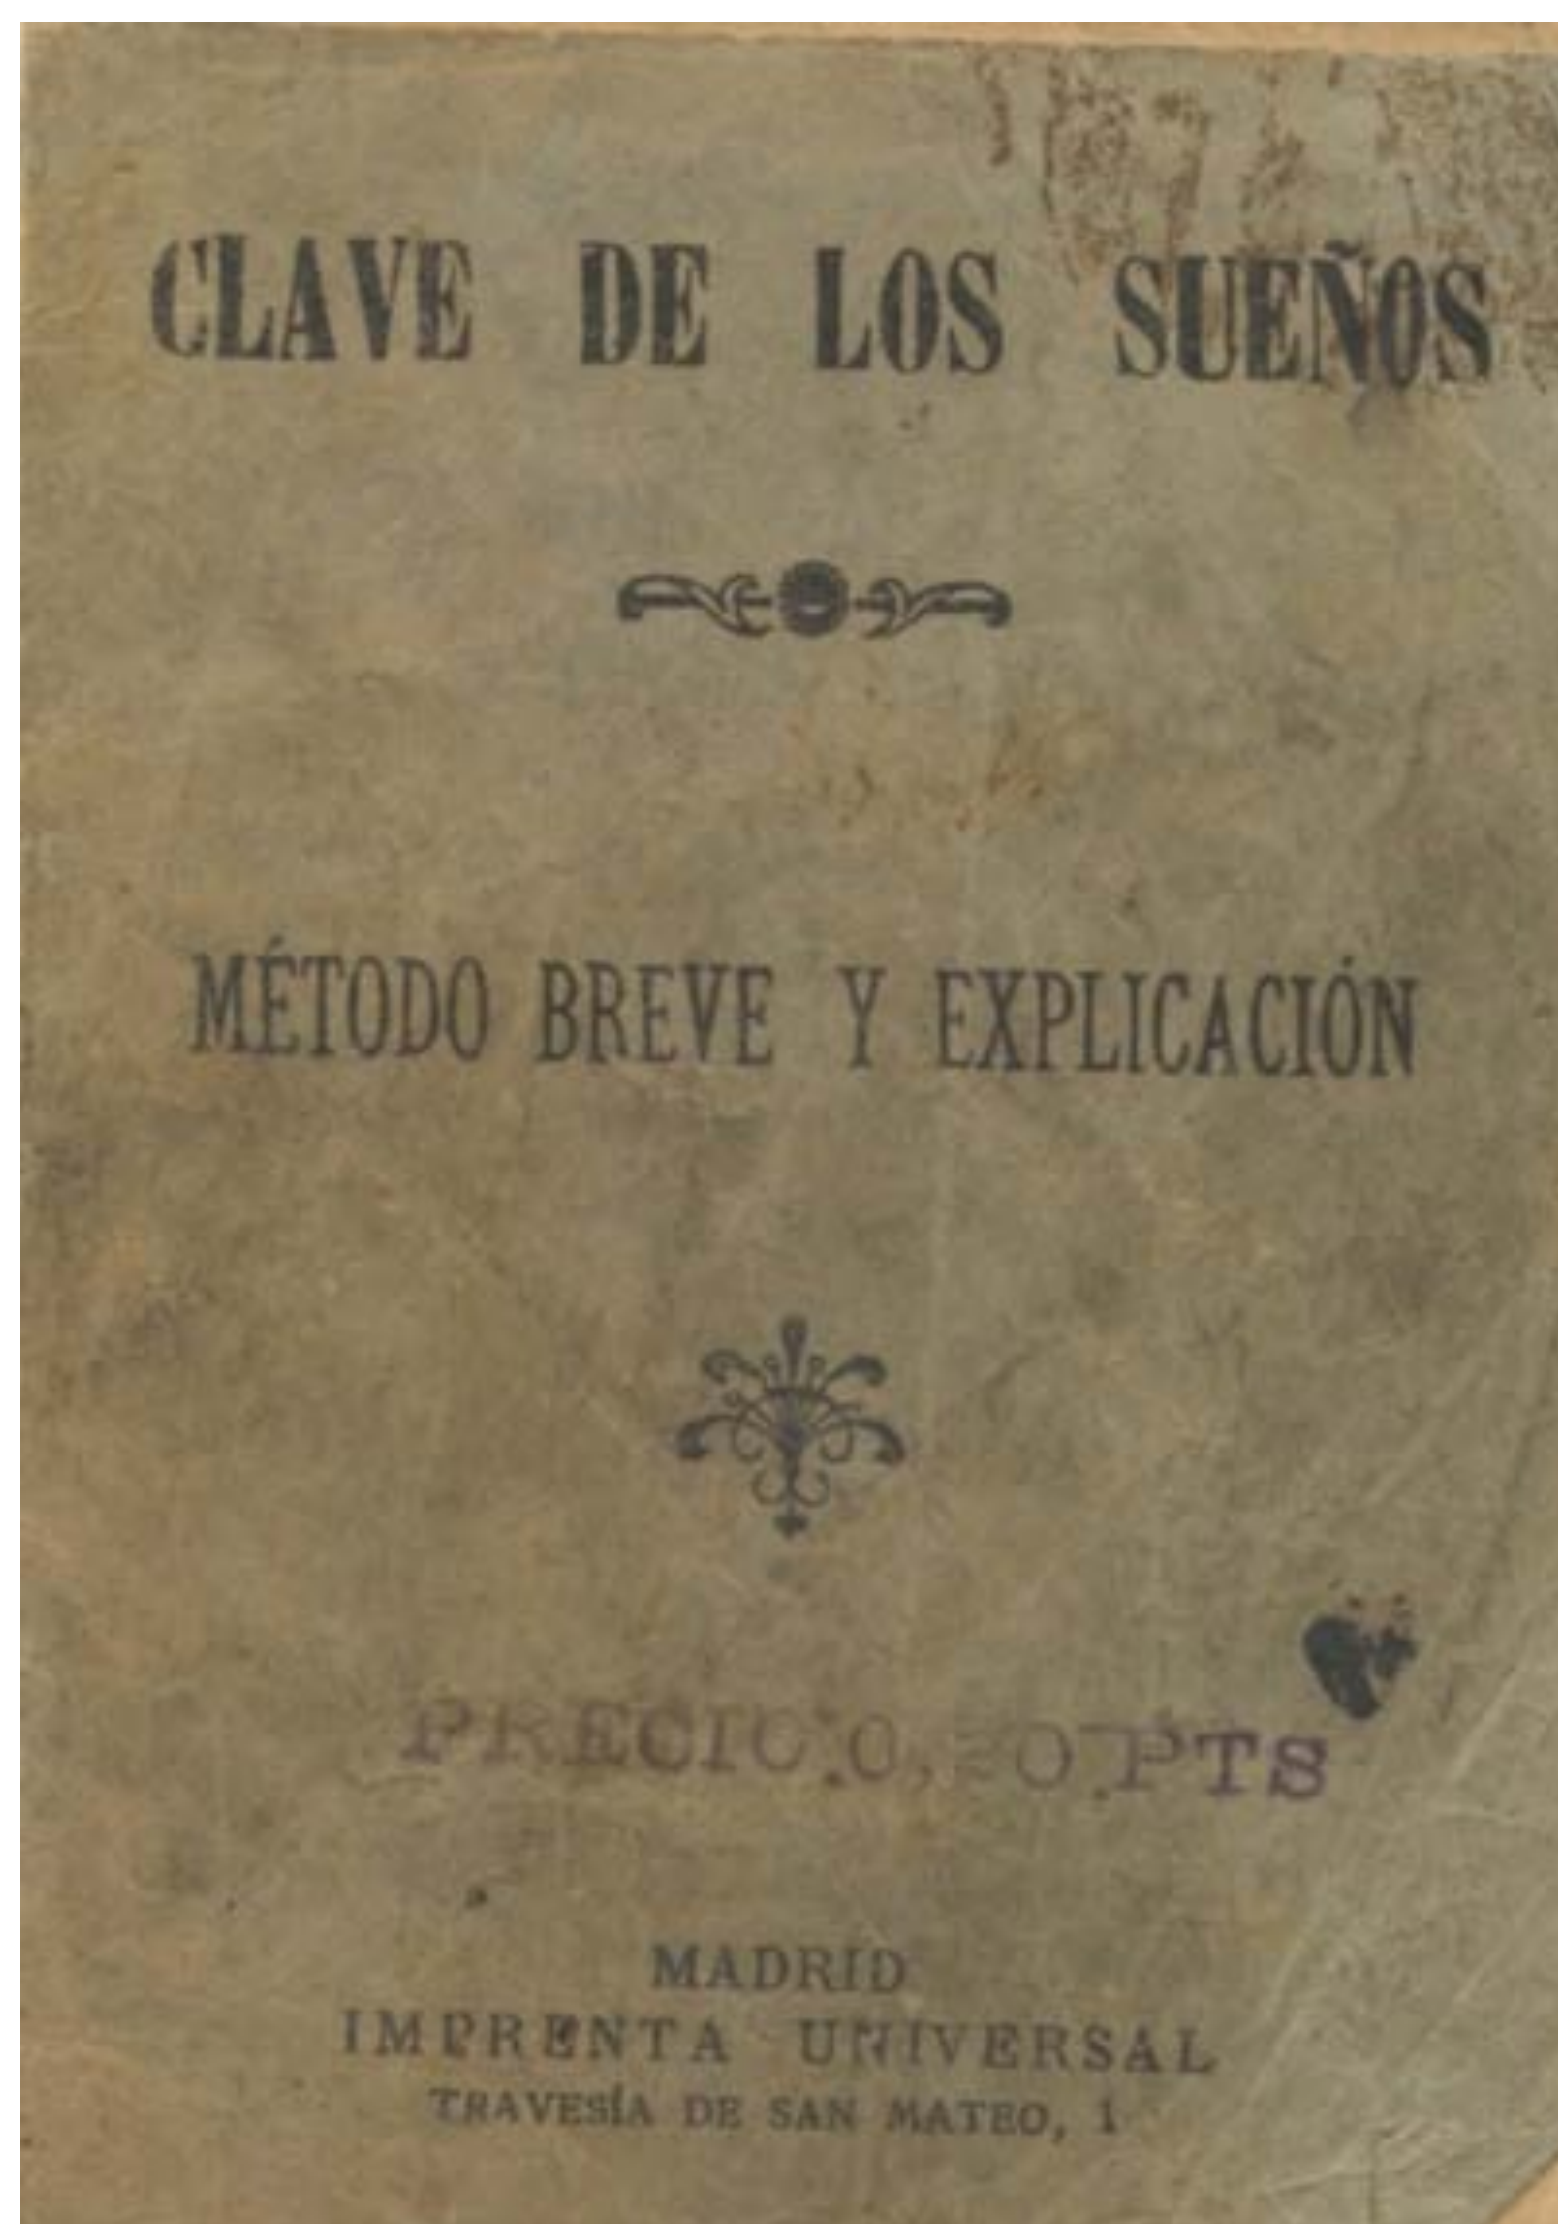 CLAVE DE LOS SUEÑOS
MÉTODO BREVE Y EXPLICACIÓN
PRECIO PTS
MADRID
IMPRENTA UNIVERSAL
TRAVESÍA DE SAN MATEO, 1